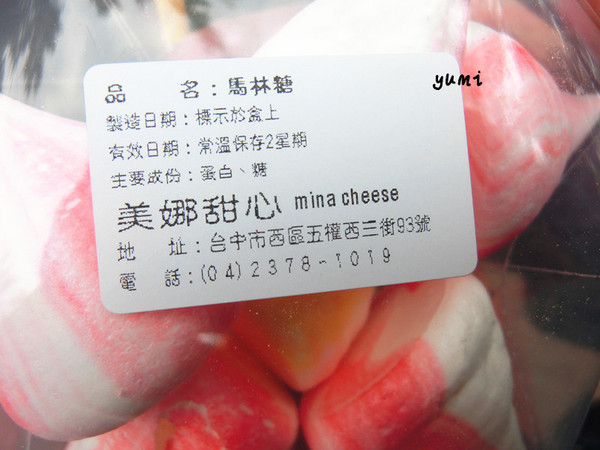 品 名：馬林糖
製造日期：標示於盒上
有效日期：常溫保存2星期
主要成份：蛋白、糖
美娜甜心 mina cheese
地 址：台中市西區五權西三街93號
電 話：(04)2378-1019
yumi